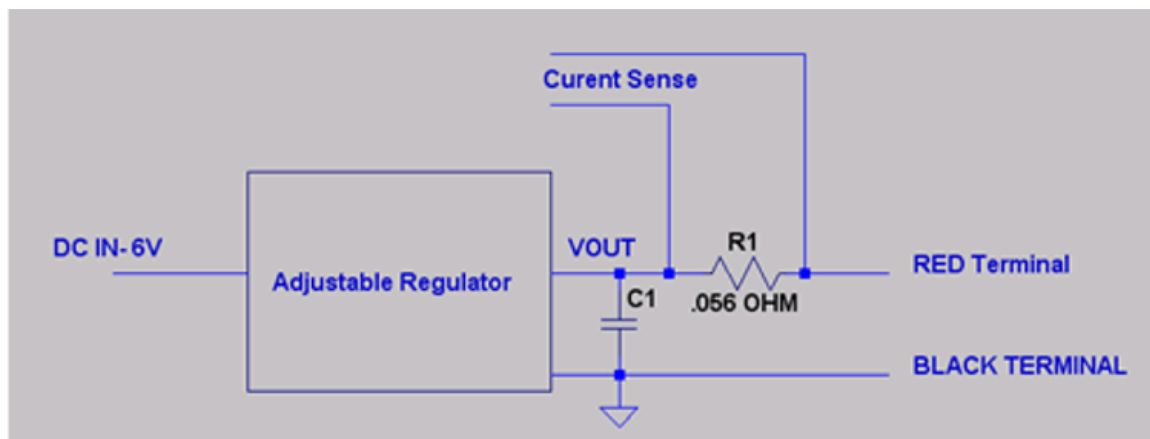 Curent Sense
DC IN- 6V
Adjustable Regulator
VOUT
C1
R1
.056 OHM
RED Terminal
BLACK TERMINAL